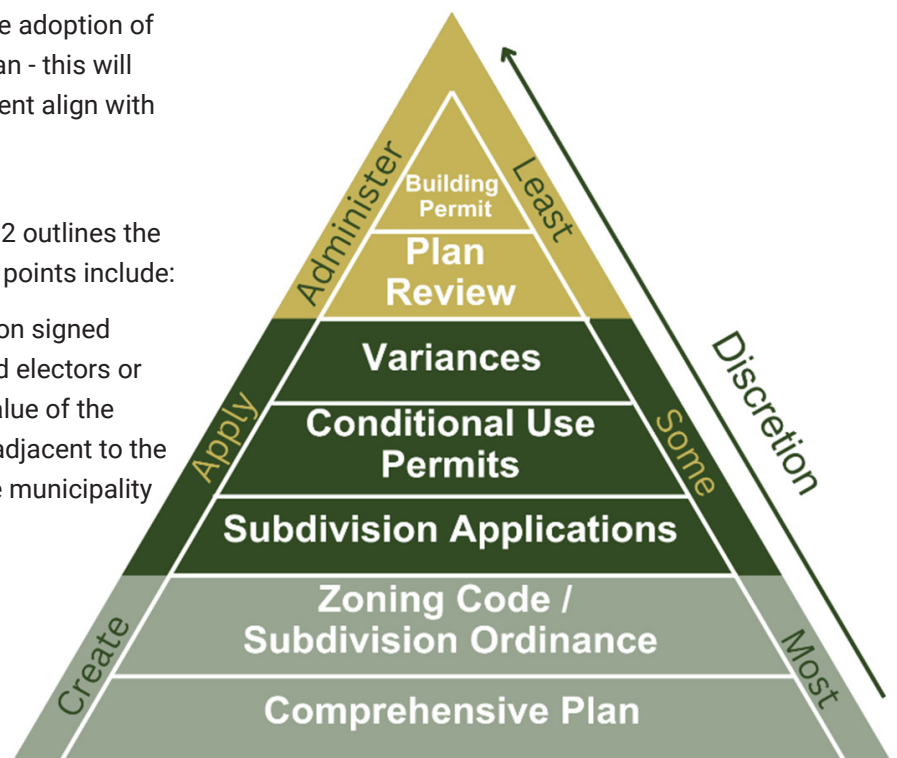 e adoption of
an - this will
ent align with
2 outlines the
points include:
on signed
d electors or
alue of the
adjacent to the
e municipality
Administer
Least
Building
Permit
Plan
Review
Apply
Some
Variances
Conditional Use
Permits
Subdivision Applications
Create
Most
Zoning Code /
Subdivision Ordinance
Comprehensive Plan
Discretion